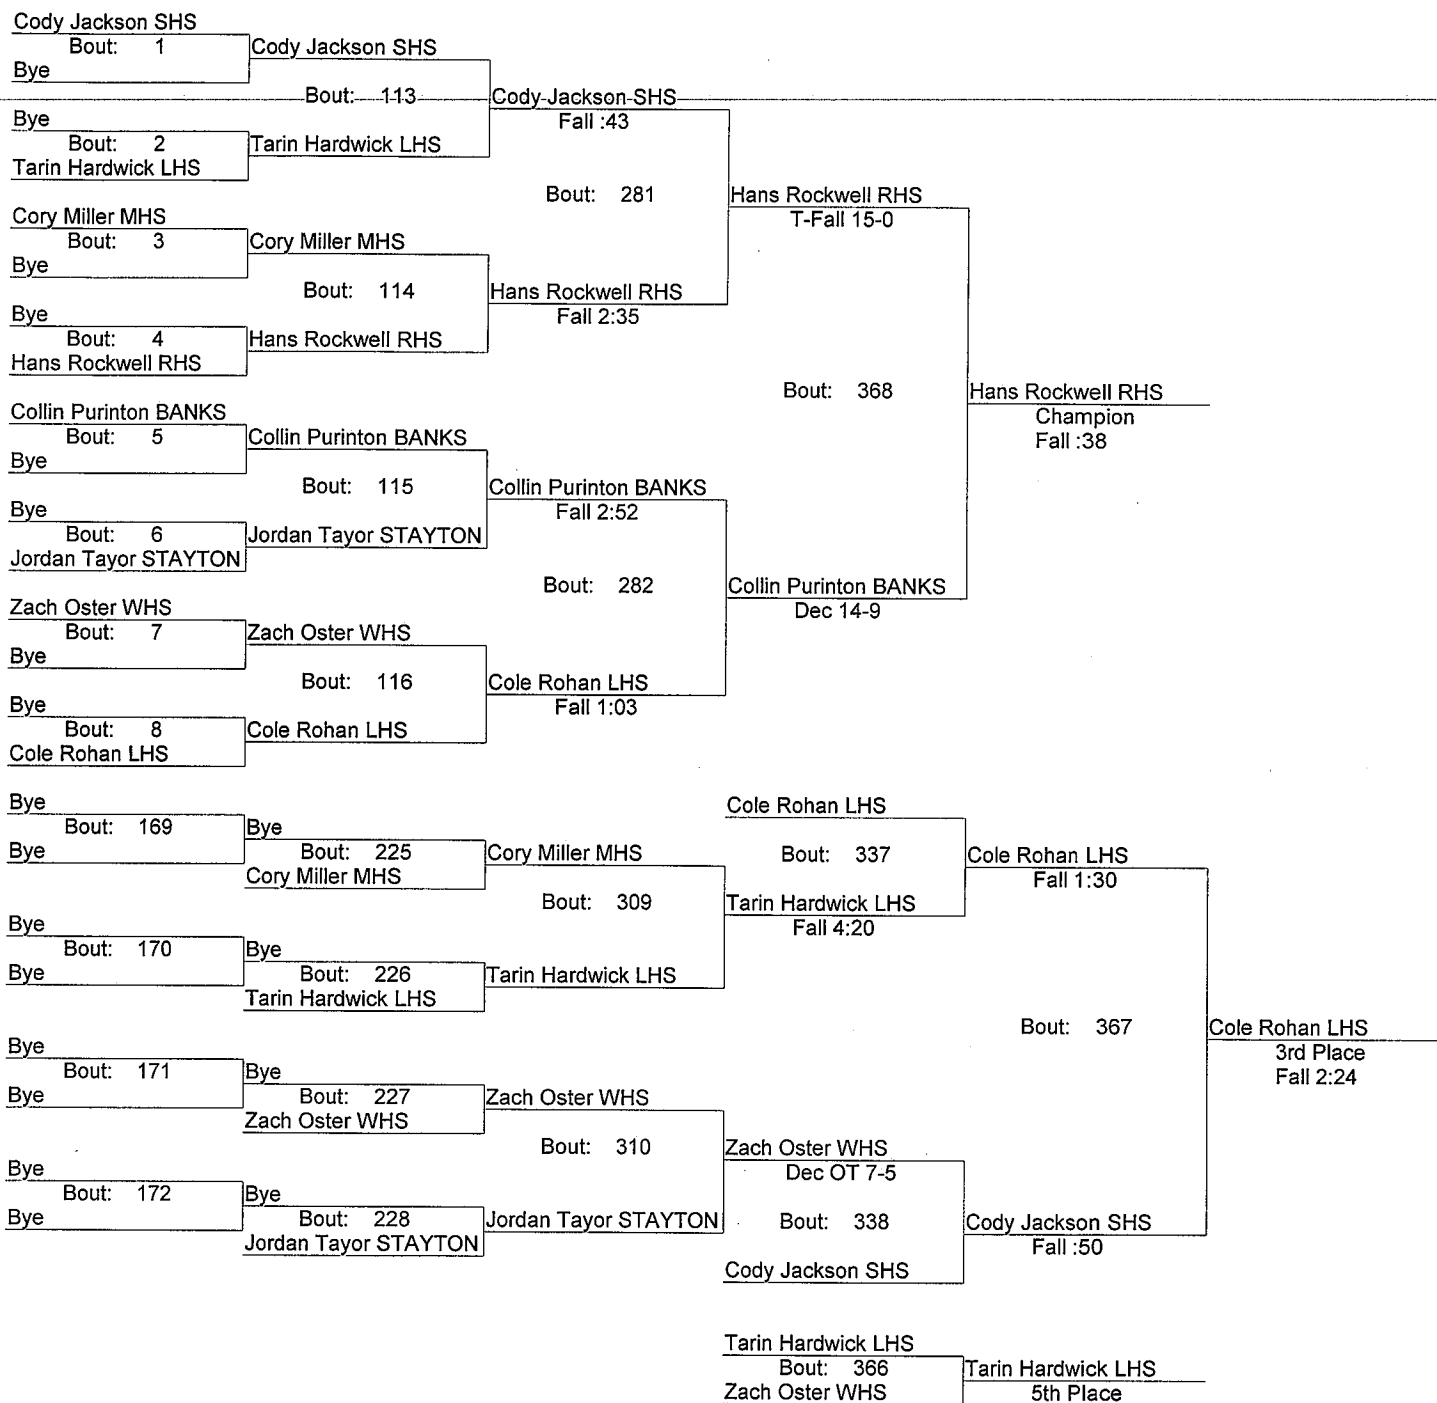 Cody Jackson SHS
Bout: 1
Cody Jackson SHS
Bye
Bout: 113
Cody Jackson SHS
Fall :43
Bye
Bout: 2
Tarin Hardwick LHS
Tarin Hardwick LHS
Bout: 281
Hans Rockwell RHS
T-Fall 15-0
Cory Miller MHS
Bout: 3
Cory Miller MHS
Bye
Bout: 114
Hans Rockwell RHS
Fall 2:35
Bye
Bout: 4
Hans Rockwell RHS
Hans Rockwell RHS
Bout: 368
Hans Rockwell RHS
Champion
Fall :38
Collin Purinton BANKS
Bout: 5
Collin Purinton BANKS
Bye
Bout: 115
Collin Purinton BANKS
Fall 2:52
Bye
Bout: 6
Jordan Tayor STAYTON
Jordan Tayor STAYTON
Bout: 282
Collin Purinton BANKS
Dec 14-9
Zach Oster WHS
Bout: 7
Zach Oster WHS
Bye
Bout: 116
Cole Rohan LHS
Fall 1:03
Bye
Bout: 8
Cole Rohan LHS
Cole Rohan LHS
Bye
Bout: 169
Bye
Bye
Bout: 225
Cory Miller MHS
Cory Miller MHS
Cole Rohan LHS
Bout: 337
Cole Rohan LHS
Fall 1:30
Bout: 309
Tarin Hardwick LHS
Fall 4:20
Bye
Bout: 170
Bye
Bye
Bout: 226
Tarin Hardwick LHS
Tarin Hardwick LHS
Bout: 367
Cole Rohan LHS
3rd Place
Fall 2:24
Bye
Bout: 171
Bye
Bye
Bout: 227
Zach Oster WHS
Zach Oster WHS
Bout: 310
Zach Oster WHS
Dec OT 7-5
Bye
Bout: 172
Bye
Bye
Bout: 228
Jordan Tayor STAYTON
Jordan Tayor STAYTON
Bout: 338
Cody Jackson SHS
Fall :50
Cody Jackson SHS
Tarin Hardwick LHS
Bout: 366
Tarin Hardwick LHS
Zach Oster WHS
5th Place